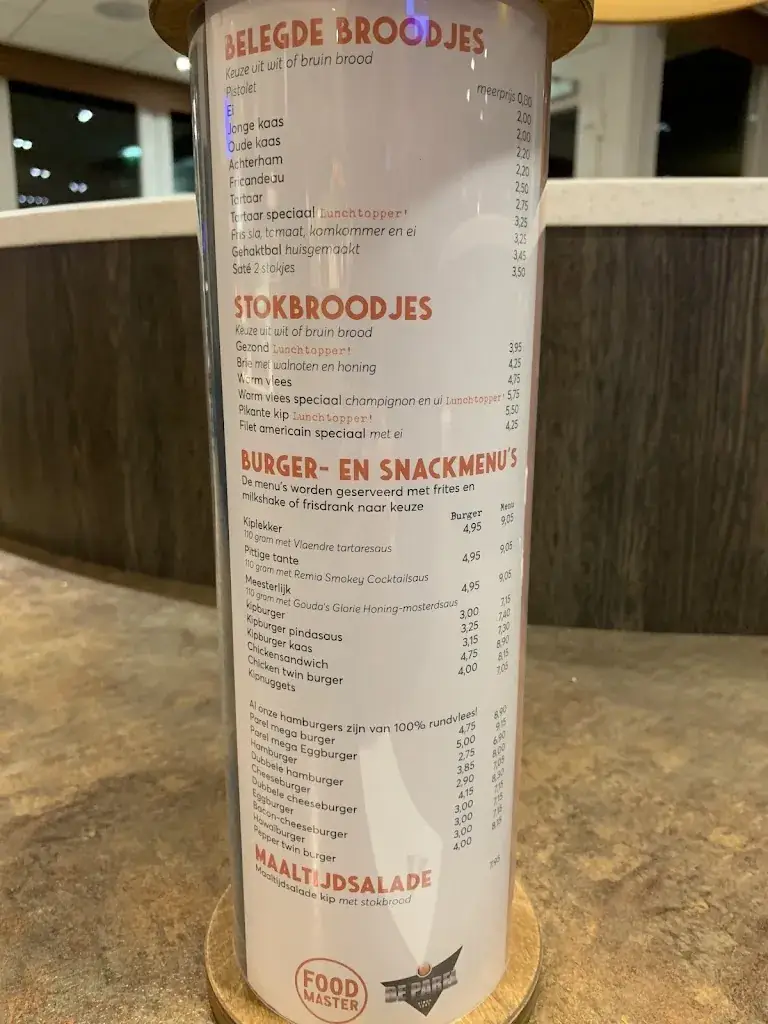 BELEGDE BROODJES
Keuze uit wit of bruin brood
Pistolet meerprijs 0,80
Ei 2,00
Jonge kaas 2,00
Oude kaas 2,20
Achterham 2,20
Fricandeau 2,50
Tartaar 2,75
Tartaar speciaal Lunchtopper! 3,25
Fris sla, tomaat, komkommer en ei 3,25
Gehaktbal huisgemaakt 3,45
Saté 2 stokjes 3,50
STOKBROODJES
Keuze uit wit of bruin brood
Gezond Lunchtopper! 3,95
Brie met walnoten en honing 4,25
Warm vlees 4,75
Warm vlees speciaal champignon en ui Lunchtopper! 5,75
Pikante kip Lunchtopper! 5,50
Filet americain speciaal met ei 4,25
BURGER- EN SNACKMENU'S
De menu's worden geserveerd met frites en
milkshake of frisdrank naar keuze
Burger Menu
Kiplekker 4,95 9,05
110 gram met Vlaendre tartaresaus
Pittige tante 4,95 9,05
110 gram met Remia Smokey Cocktailsaus
Meesterlijk 4,95 9,05
110 gram met Gouda's Glorie Honing-mosterdsaus
kipburger 3,00 7,15
Kipburger pindasaus 3,25 7,40
Kipburger kaas 3,15 7,30
Chickensandwich 4,75 8,90
Chicken twin burger 4,00 8,15
Kipnuggets 7,05
Al onze hamburgers zijn van 100% rundvlees!
Parel mega burger 4,75 8,90
Parel mega Eggburger 5,00 9,15
Hamburger 2,75 6,90
Dubbele hamburger 3,85 8,00
Cheeseburger 2,90 7,05
Dubbele cheeseburger 4,15 8,30
Eggburger 3,00 7,15
Bacon-cheeseburger 3,00 7,15
Hawaiburger 3,00 7,15
Pepper twin burger 4,00 8,15
MAALTIJDSALADE
Maaltijdsalade kip met stokbrood 7,95
FOOD
MASTER
DE PAREL